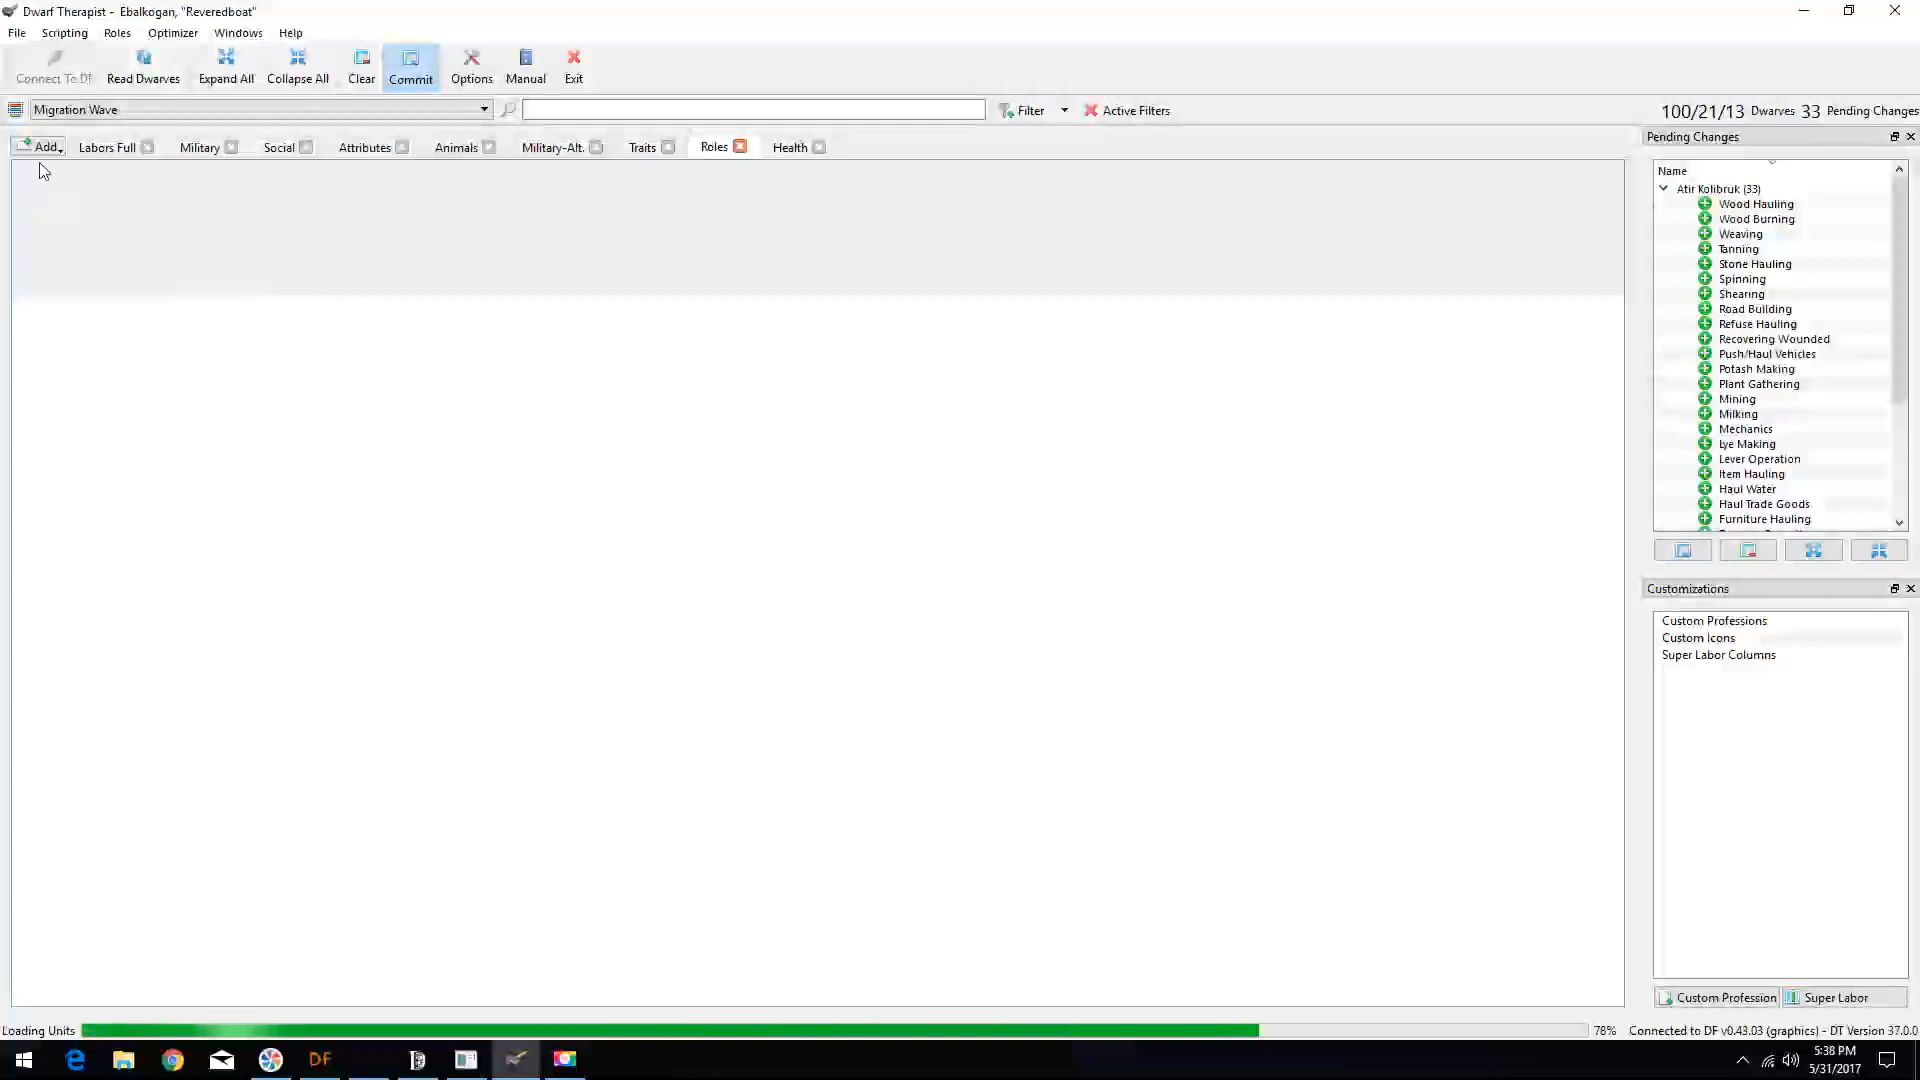 Dwarf Therapist - Ebalkogan, "Reveredboat"
File Scripting Roles Optimizer Windows Help
Connect To DF Read Dwarves Expand All Collapse All Clear Commit Options Manual Exit
Migration Wave Filter Active Filters 100/21/13 Dwarves 33 Pending Changes
Add Labors Full Military Social Attributes Animals Military-Alt. Traits Roles Health
Pending Changes
Name
Atir Kolibruk (33)
Wood Hauling
Wood Burning
Weaving
Tanning
Stone Hauling
Spinning
Shearing
Road Building
Refuse Hauling
Recovering Wounded
Push/Haul Vehicles
Potash Making
Plant Gathering
Mining
Milking
Mechanics
Lye Making
Lever Operation
Item Hauling
Haul Water
Haul Trade Goods
Furniture Hauling
Customizations
Custom Professions
Custom Icons
Super Labor Columns
Custom Profession Super Labor
Loading Units 78% Connected to DF v0.43.03 (graphics) - DT Version 37.0.0
DF
5:38 PM
5/31/2017